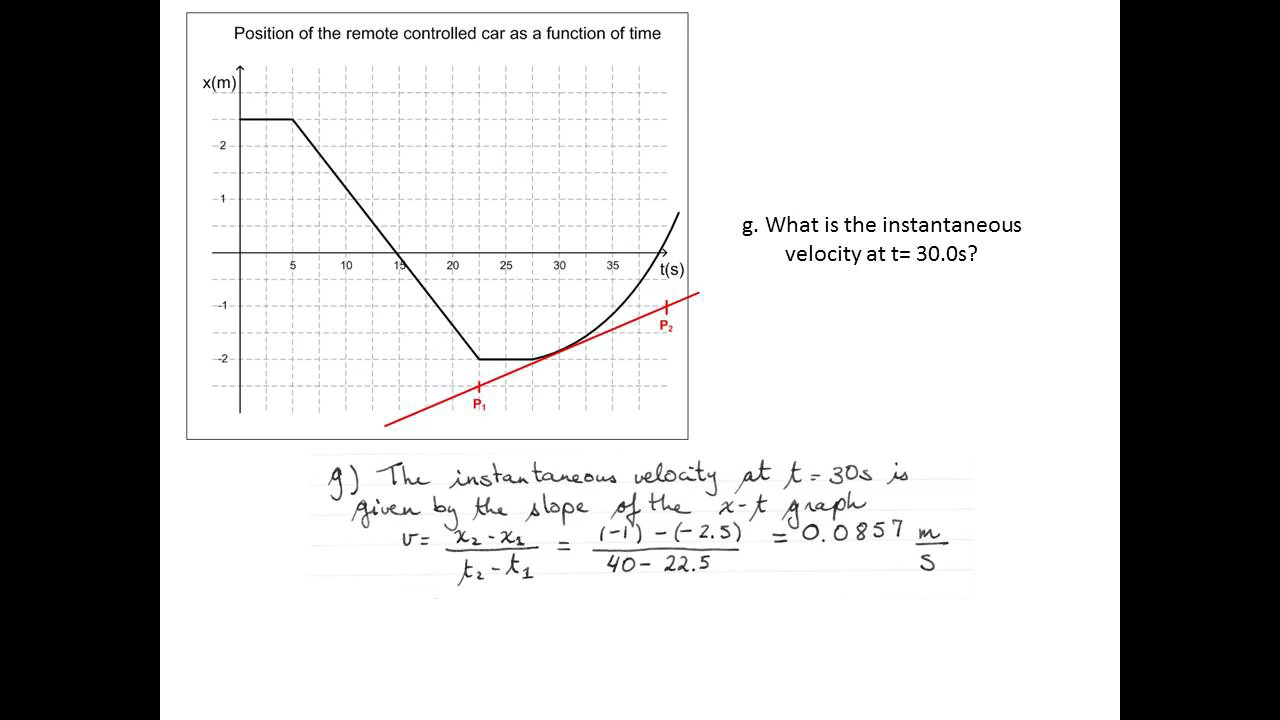 Position of the remote controlled car as a function of time
x(m)
2
1
5 10 15 20 25 30 35
t(s)
-1
P2
-2
P1
g. What is the instantaneous
velocity at t= 30.0s?
g) The instantaneous velocity at t = 30s is
given by the slope of the x-t graph
v = x2 - x1 / t2 - t1 = (-1) - (-2.5) / 40 - 22.5 = 0.0857 m/s